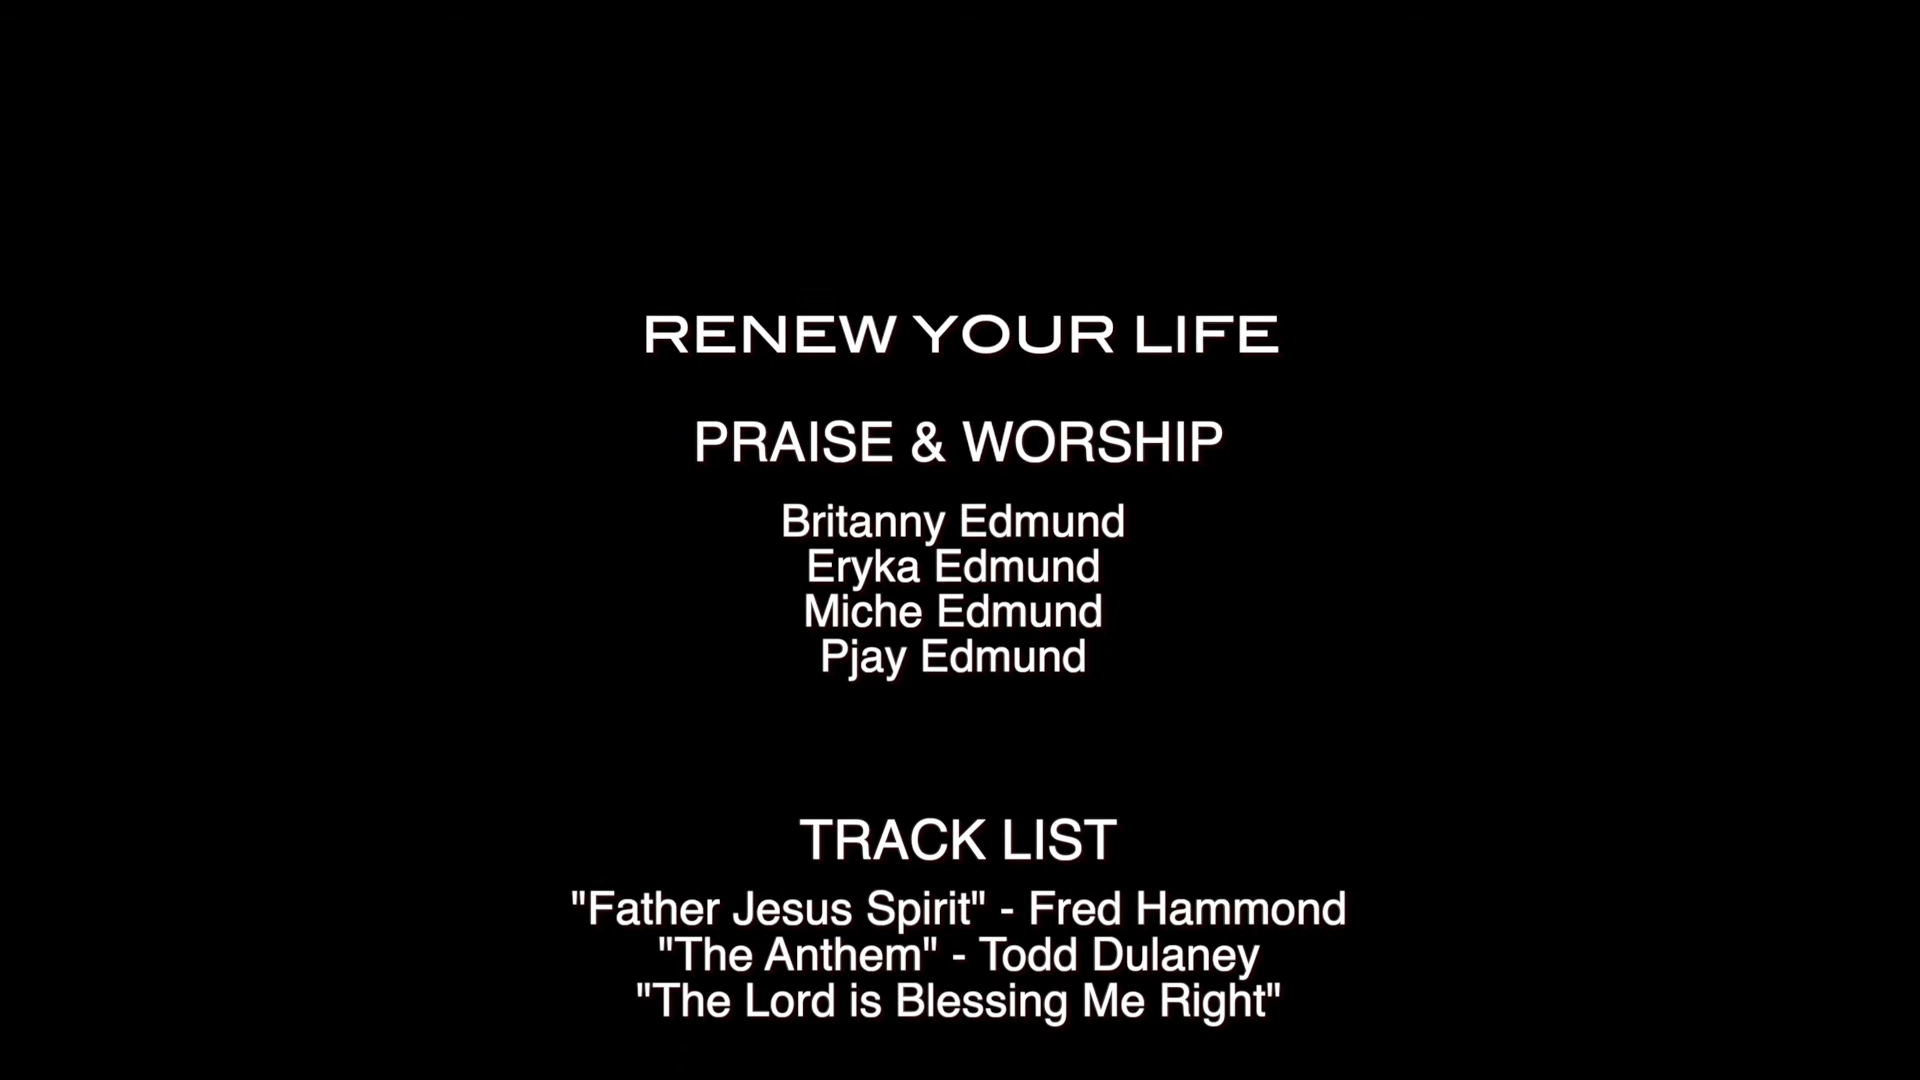 RENEW YOUR LIFE
PRAISE & WORSHIP
Britanny Edmund
Eryka Edmund
Miche Edmund
Pjay Edmund
TRACK LIST
"Father Jesus Spirit" - Fred Hammond
"The Anthem" - Todd Dulaney
"The Lord is Blessing Me Right"